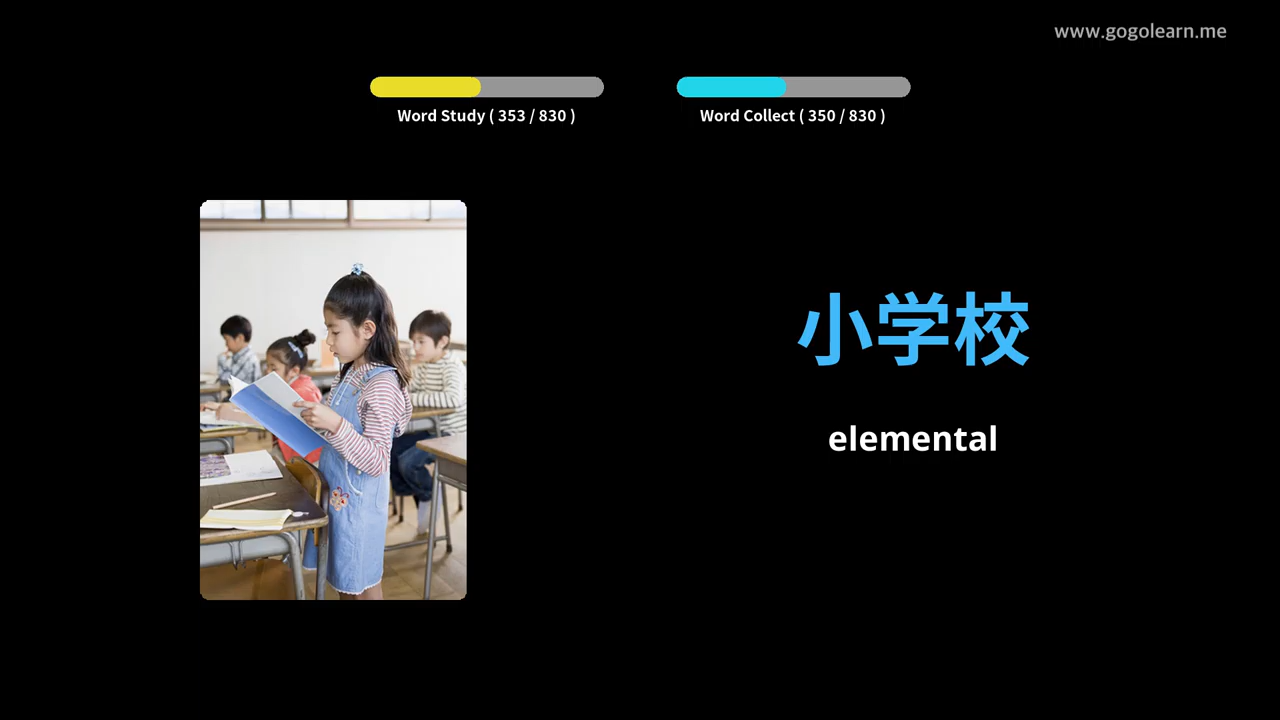 www.gogolearn.me
Word Study ( 353 / 830 )
Word Collect ( 350 / 830 )
小学校
elemental